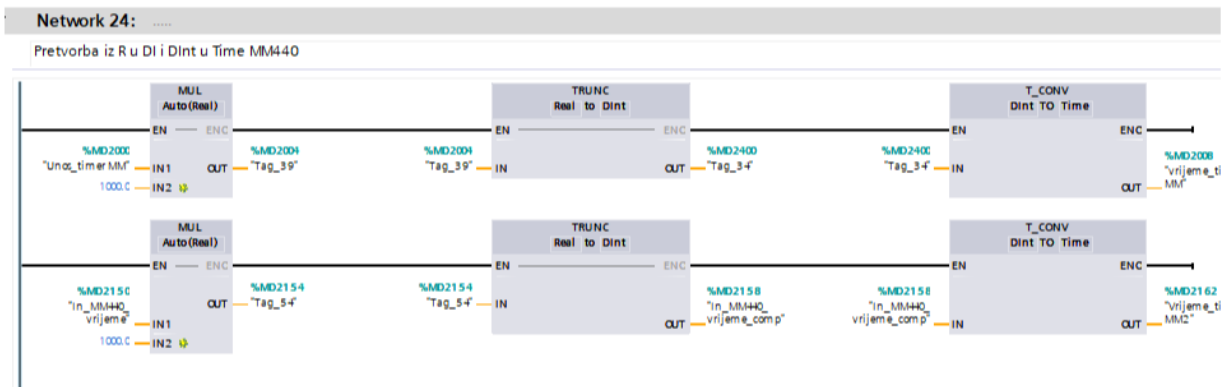 Network 24: .....
Pretvorba iz R u DI i DInt u Time MM440
MUL
Auto (Real)
EN ENO
%MD2000
"Unos_timer MM" IN1
1000.0 IN2
OUT
%MD2004
"Tag_39"
TRUNC
Real to DInt
EN ENO
%MD2004
"Tag_39" IN
OUT
%MD2400
T_CONV
DInt TO Time
EN ENO
%MD2400
IN
OUT
%MD2008
MM"
MUL
Auto (Real)
EN ENO
%MD2150
"In_MM440_
vrijeme" IN1
1000.0 IN2
OUT
%MD2154
TRUNC
Real to DInt
EN ENO
%MD2154
IN
OUT
%MD2158
"In_MM440_
vrijeme_comp"
T_CONV
DInt TO Time
EN ENO
%MD2158
"In_MM440_
vrijeme_comp" IN
OUT
%MD2162
MM2"